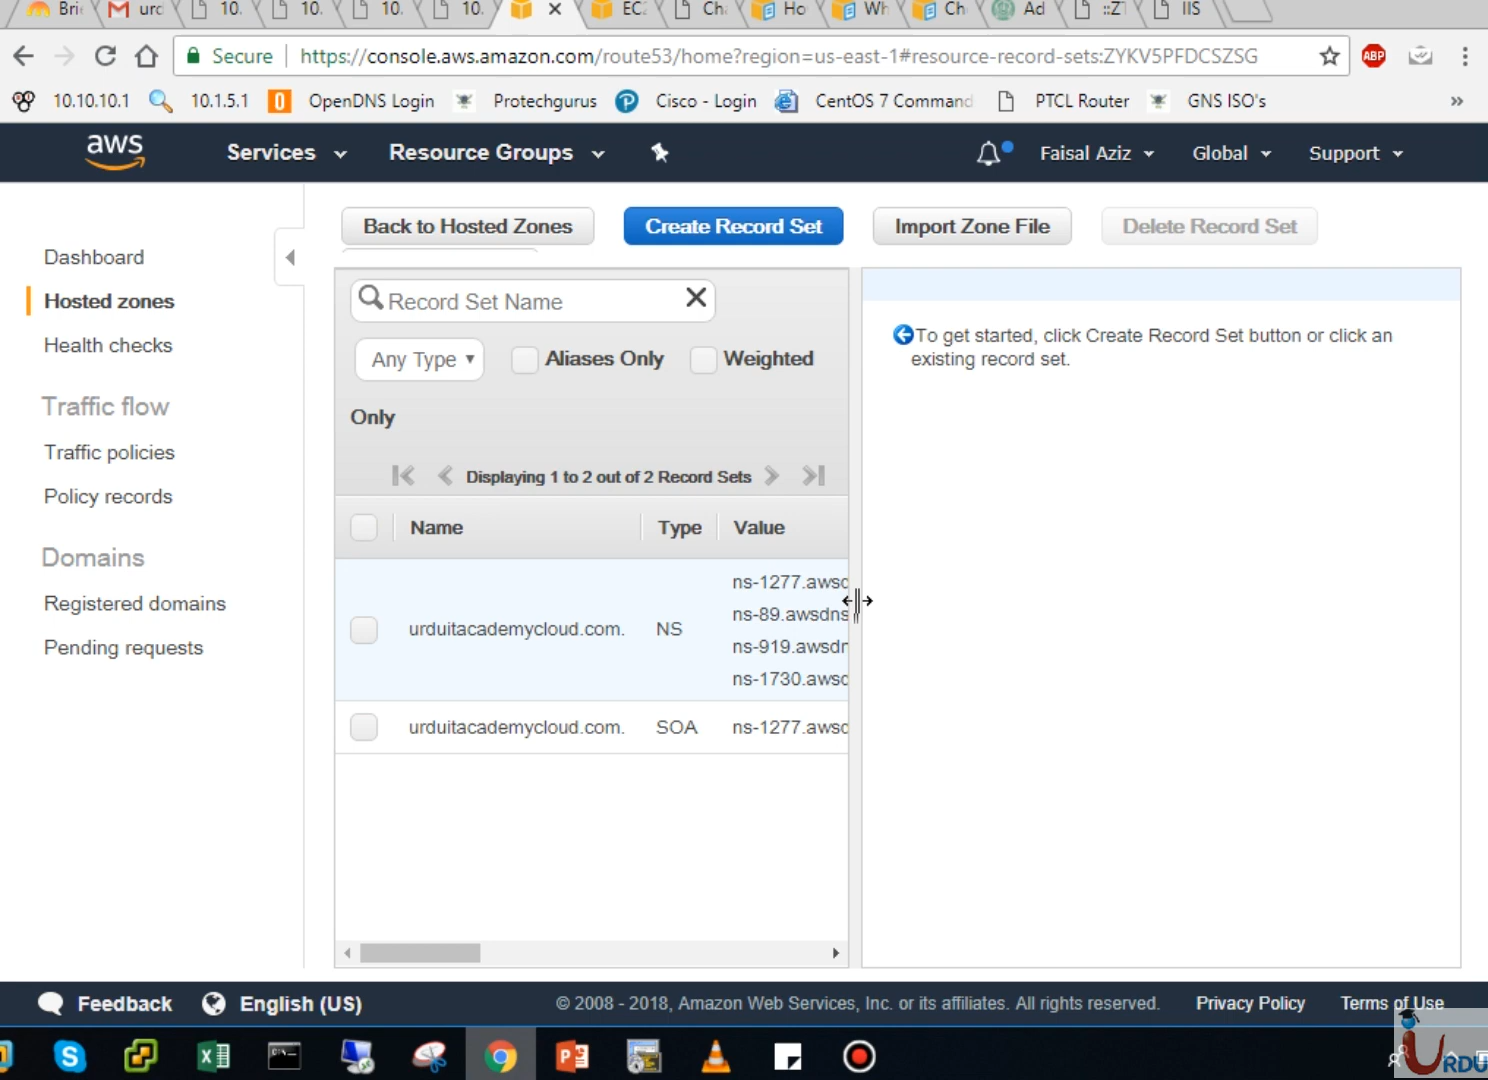 Bri
urd
10.
10.
10.
10.
EC
Ch
Ho
Wh
Ch
Ad
IIS
Secure
https://console.aws.amazon.com/route53/home?region=us-east-1#resource-record-sets:ZYKV5PFDCSZSG
ABP
10.10.10.1
10.1.5.1
OpenDNS Login
Protechgurus
Cisco - Login
CentOS 7 Command
PTCL Router
GNS ISO's
»
aws
Services
Resource Groups
Faisal Aziz
Global
Support
Back to Hosted Zones
Create Record Set
Import Zone File
Delete Record Set
Dashboard
Hosted zones
Health checks
Traffic flow
Traffic policies
Policy records
Domains
Registered domains
Pending requests
Record Set Name
Any Type
Aliases Only
Weighted
Only
Displaying 1 to 2 out of 2 Record Sets
Name Type Value
urduitacademycloud.com. NS
ns-1277.awsd
ns-89.awsdns
ns-919.awsdn
ns-1730.awsd
urduitacademycloud.com. SOA ns-1277.awsd
To get started, click Create Record Set button or click an
existing record set.
Feedback
English (US)
© 2008 - 2018, Amazon Web Services, Inc. or its affiliates. All rights reserved.
Privacy Policy
Terms of Use
URDU